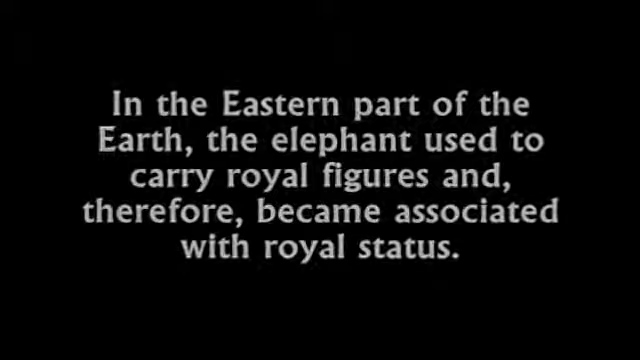 In the Eastern part of the
Earth, the elephant used to
carry royal figures and,
therefore, became associated
with royal status.